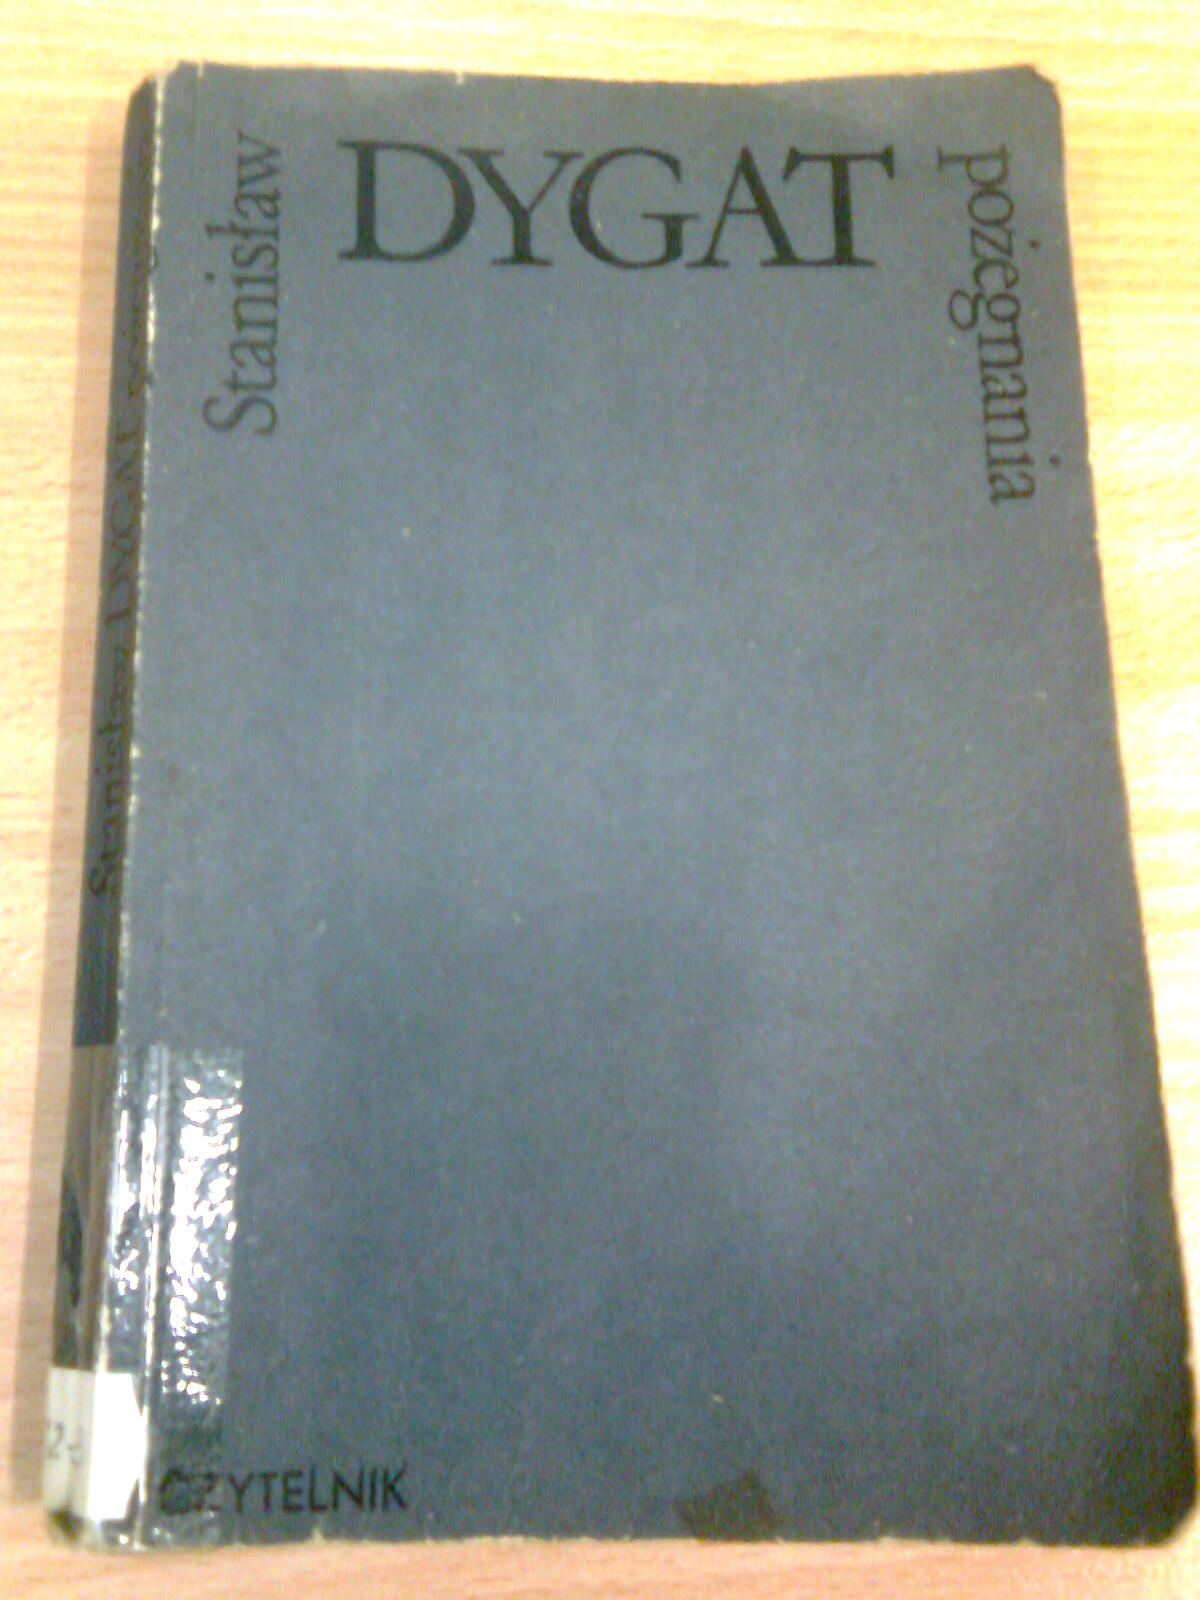 Stanisław
DYGAT
pożegnania
CZYTELNIK
Stanisław DYGAT